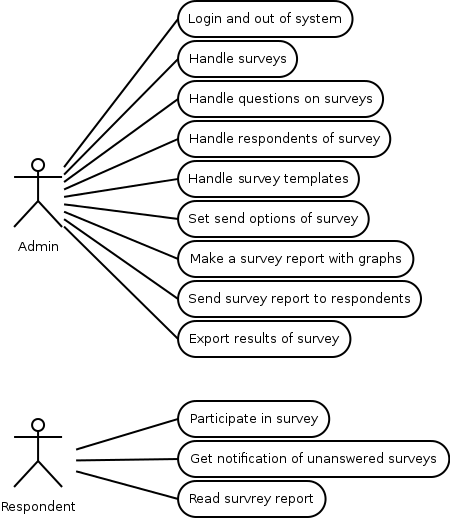 Login and out of system
Handle surveys
Handle questions on surveys
Handle respondents of survey
Handle survey templates
Set send options of survey
Admin
Make a survey report with graphs
Send survey report to respondents
Export results of survey
Participate in survey
Get notification of unanswered surveys
Read survrey report
Respondent